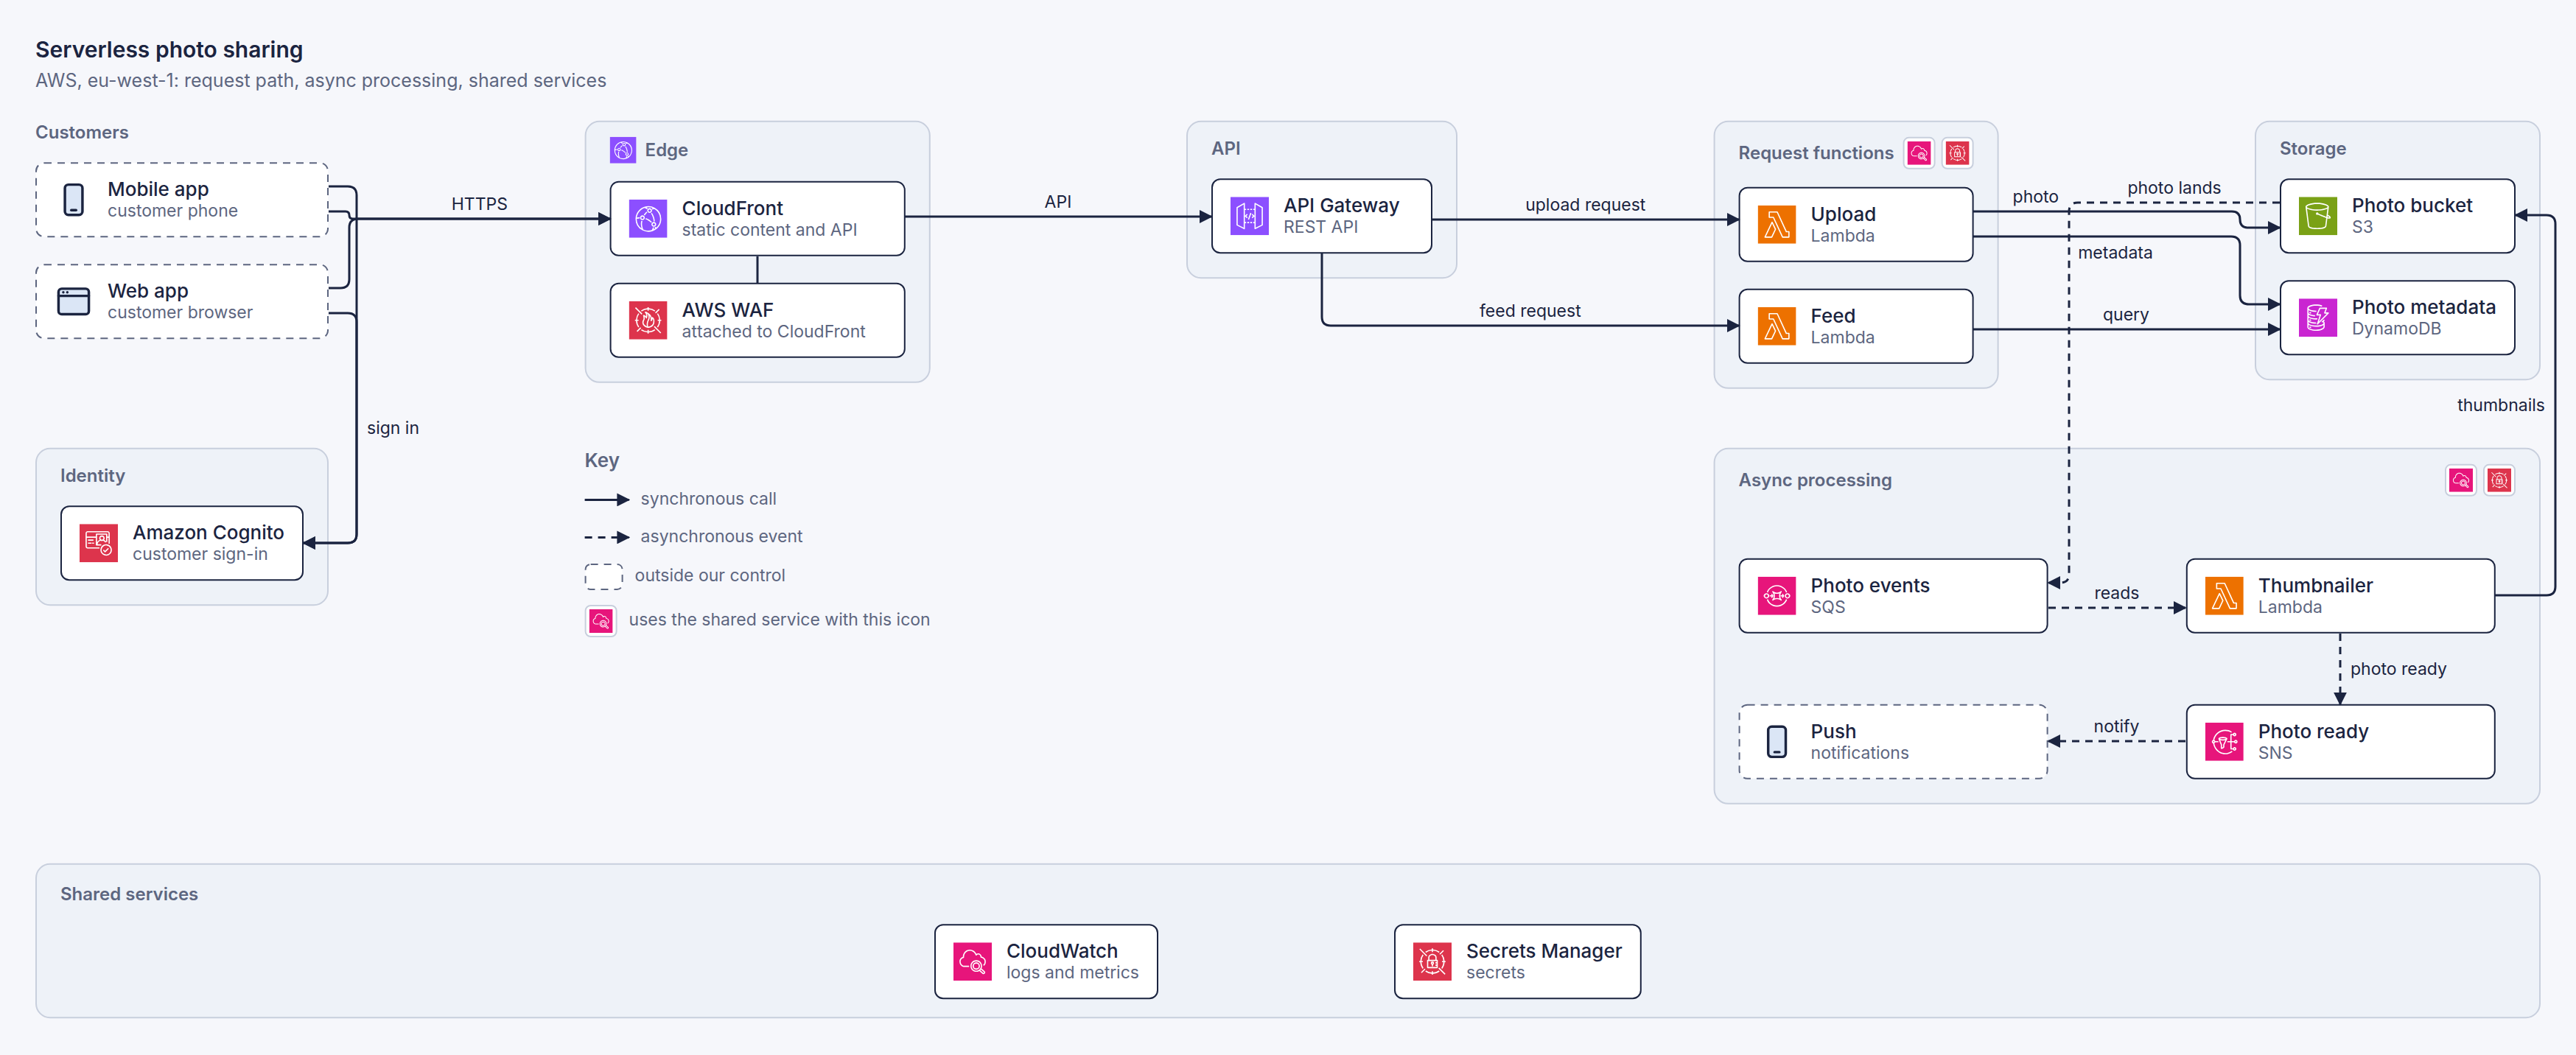 Serverless photo sharing
AWS, eu-west-1: request path, async processing, shared services
Customers
Mobile app
customer phone
Web app
customer browser
HTTPS
sign in
Identity
Amazon Cognito
customer sign-in
Edge
CloudFront
static content and API
AWS WAF
attached to CloudFront
API
API
API Gateway
REST API
upload request
feed request
Request functions
Upload
Lambda
Feed
Lambda
photo
photo lands
metadata
query
Storage
Photo bucket
S3
Photo metadata
DynamoDB
thumbnails
Key
synchronous call
asynchronous event
outside our control
uses the shared service with this icon
Async processing
Photo events
SQS
reads
Thumbnailer
Lambda
photo ready
Push
notifications
notify
Photo ready
SNS
Shared services
CloudWatch
logs and metrics
Secrets Manager
secrets